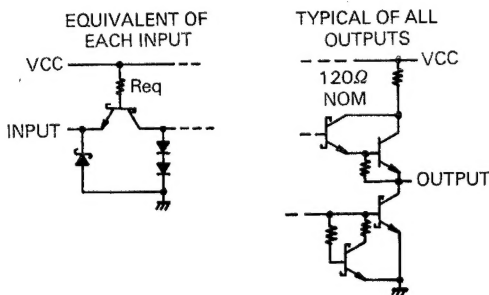 EQUIVALENT OF
EACH INPUT
VCC
Req
INPUT
TYPICAL OF ALL
OUTPUTS
VCC
120Ω
NOM
OUTPUT